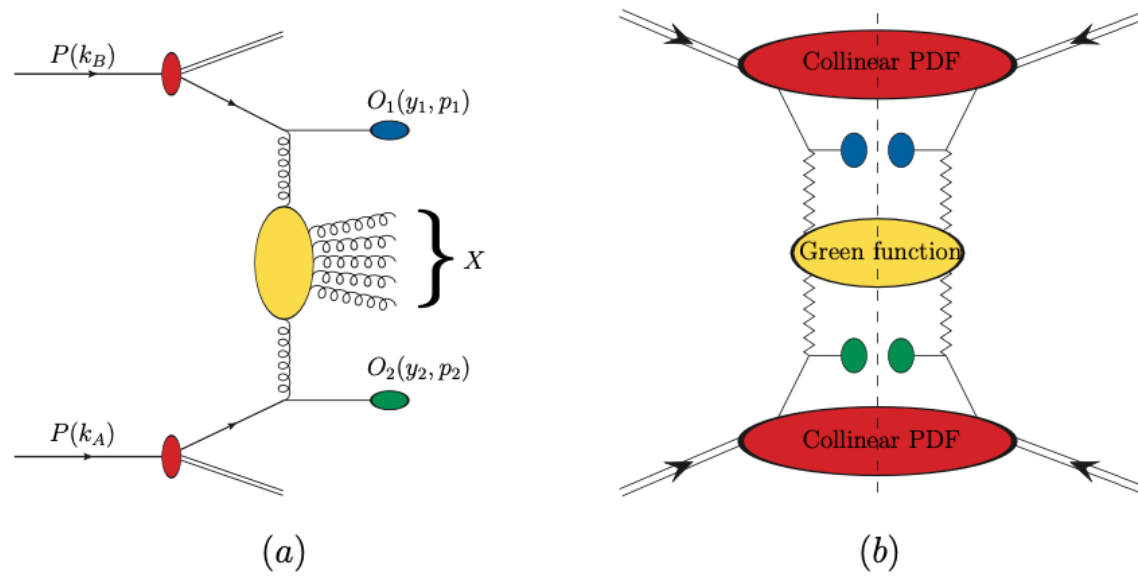 P(k_B)
O_1(y_1, p_1)
X
O_2(y_2, p_2)
P(k_A)
(a)
Collinear PDF
Green function
Collinear PDF
(b)